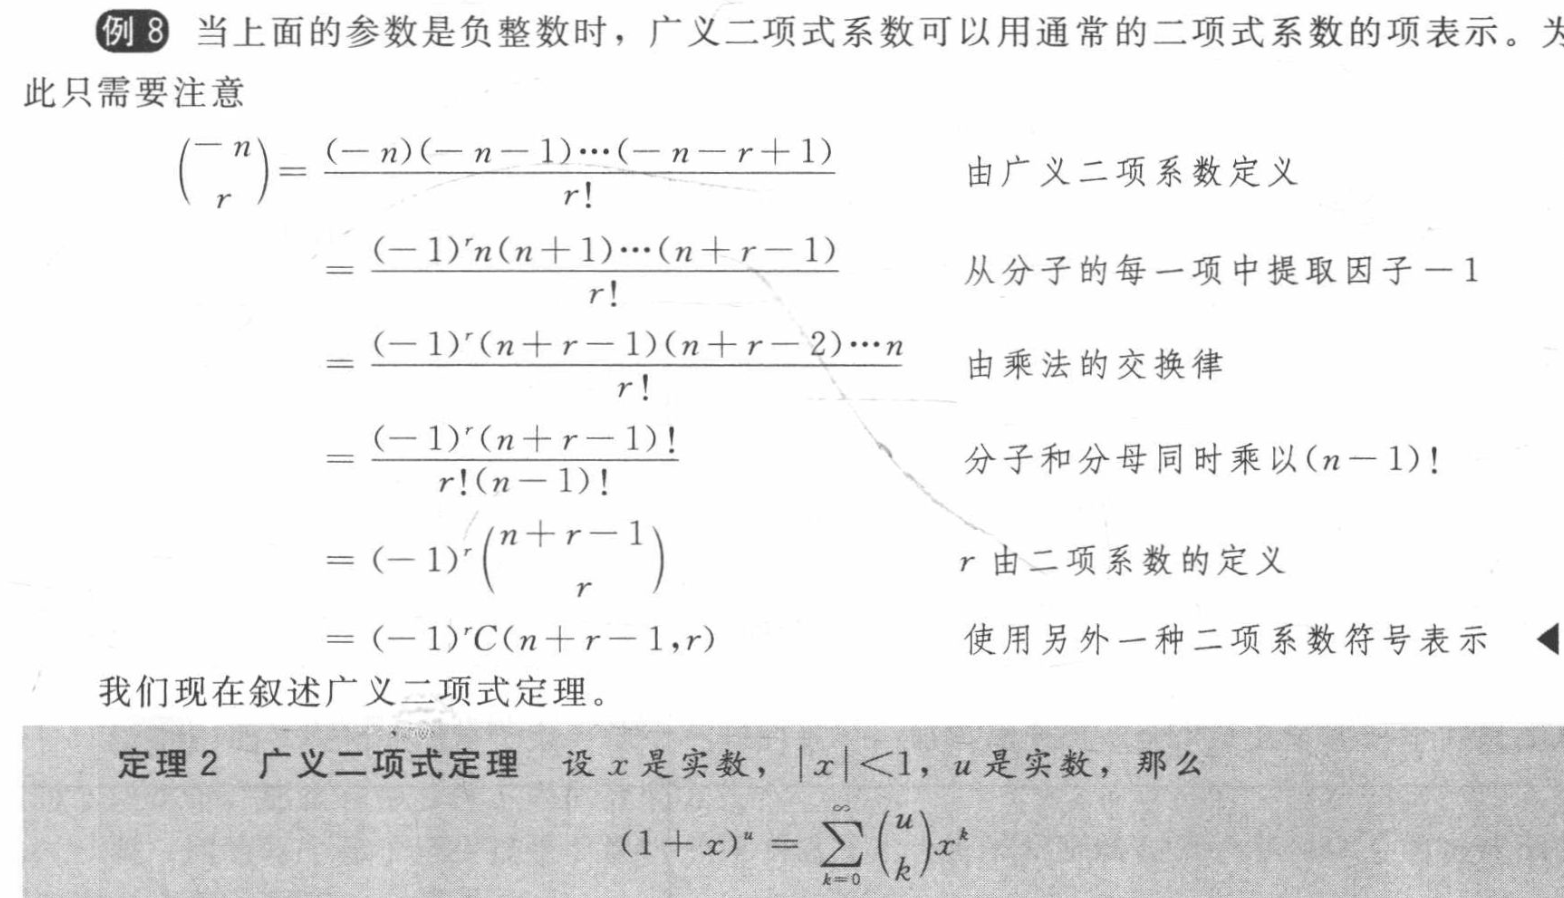 例 8 当上面的参数是负整数时，广义二项式系数可以用通常的二项式系数的项表示。为
此只需要注意
$\binom{-n}{r} = \frac{(-n)(-n-1)\cdots(-n-r+1)}{r!}$ 由广义二项系数定义
$= \frac{(-1)^r n(n+1)\cdots(n+r-1)}{r!}$ 从分子的每一项中提取因子－1
$= \frac{(-1)^r (n+r-1)(n+r-2)\cdots n}{r!}$ 由乘法的交换律
$= \frac{(-1)^r (n+r-1)!}{r!(n-1)!}$ 分子和分母同时乘以(n－1)!
$= (-1)^r \binom{n+r-1}{r}$ r 由二项系数的定义
$= (-1)^r C(n+r-1,r)$ 使用另外一种二项系数符号表示 ◀
我们现在叙述广义二项式定理。
定理 2 广义二项式定理 设 x 是实数，|x|<1，u 是实数，那么
$(1+x)^u = \sum_{k=0}^{\infty} \binom{u}{k} x^k$